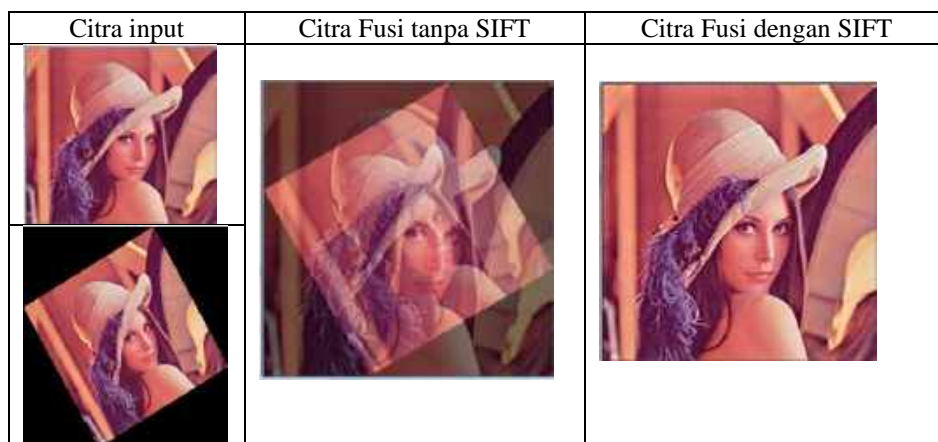 Citra input
Citra Fusi tanpa SIFT
Citra Fusi dengan SIFT